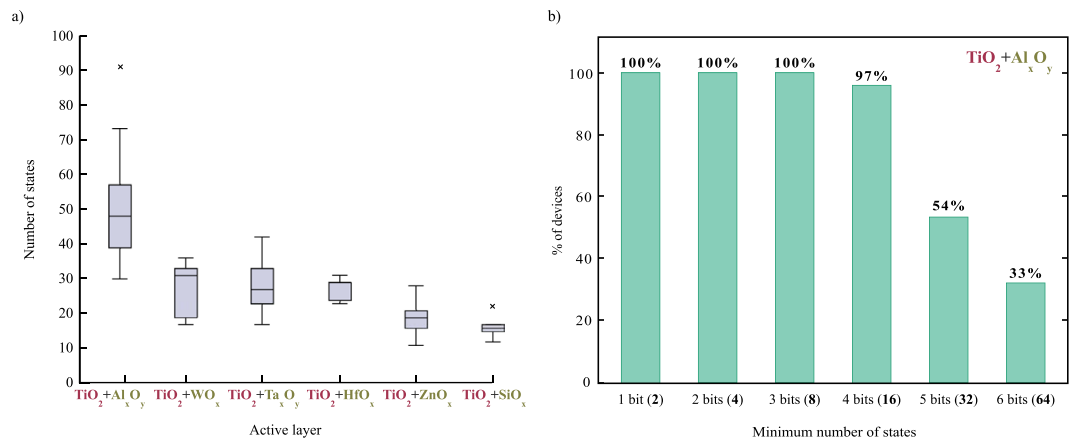 a)
Number of states
100
90
80
70
60
50
40
30
20
10
0
TiO₂+AlₓOᵧ TiO₂+WOₓ TiO₂+TaₓOᵧ TiO₂+HfOₓ TiO₂+ZnOₓ TiO₂+SiOₓ
Active layer
b)
TiO₂+AlₓOᵧ
% of devices
100
80
60
40
20
0
100% 100% 100% 97% 54% 33%
1 bit (2) 2 bits (4) 3 bits (8) 4 bits (16) 5 bits (32) 6 bits (64)
Minimum number of states